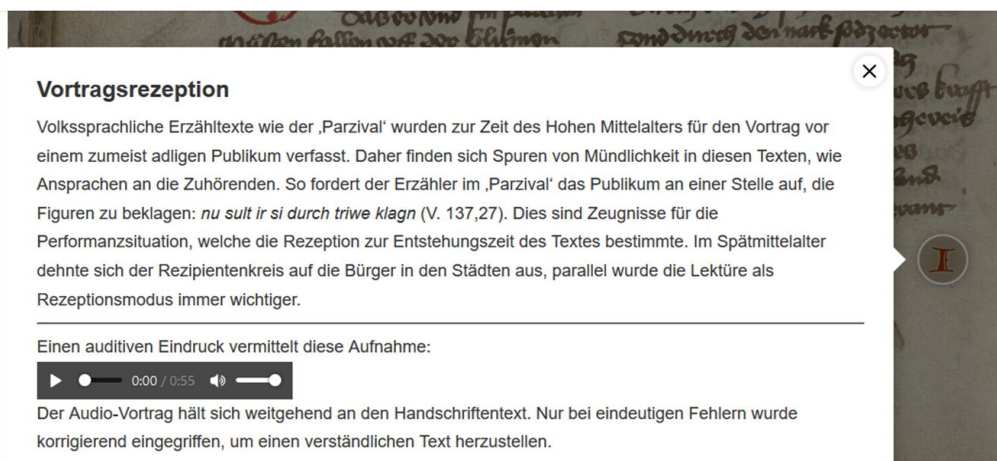 Vortragsrezeption
Volkssprachliche Erzähltexte wie der ‚Parzival‘ wurden zur Zeit des Hohen Mittelalters für den Vortrag vor
einem zumeist adligen Publikum verfasst. Daher finden sich Spuren von Mündlichkeit in diesen Texten, wie
Ansprachen an die Zuhörenden. So fordert der Erzähler im ‚Parzival‘ das Publikum an einer Stelle auf, die
Figuren zu beklagen: nu sult ir si durch triwe klagn (V. 137,27). Dies sind Zeugnisse für die
Performanzsituation, welche die Rezeption zur Entstehungszeit des Textes bestimmte. Im Spätmittelalter
dehnte sich der Rezipientenkreis auf die Bürger in den Städten aus, parallel wurde die Lektüre als
Rezeptionsmodus immer wichtiger.
Einen auditiven Eindruck vermittelt diese Aufnahme:
0:00 / 0:55
Der Audio-Vortrag hält sich weitgehend an den Handschriftentext. Nur bei eindeutigen Fehlern wurde
korrigierend eingegriffen, um einen verständlichen Text herzustellen.